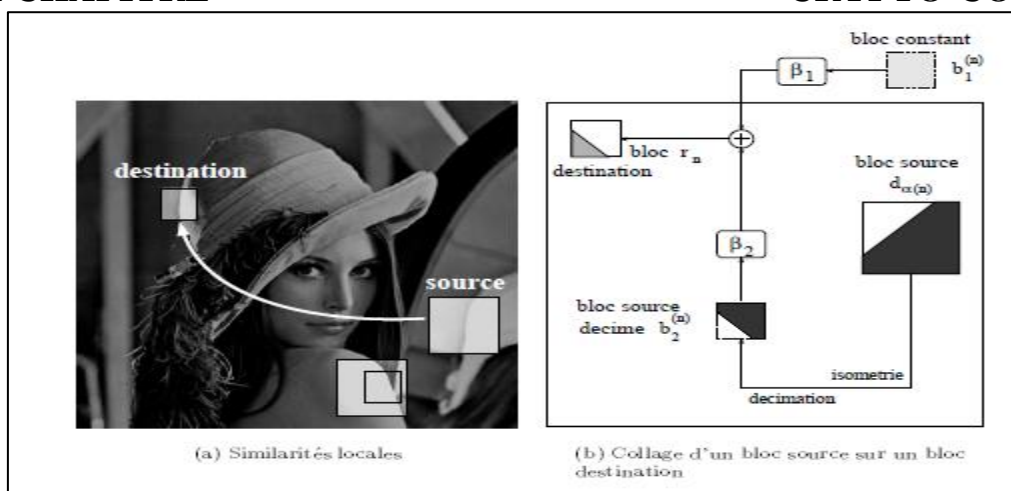 destination
source
(a) Similarités locales
bloc constant
β1
b1(n)
bloc rn
destination
bloc source
dα(n)
β2
bloc source
decime b2(n)
isometrie
decimation
(b) Collage d'un bloc source sur un bloc
destination